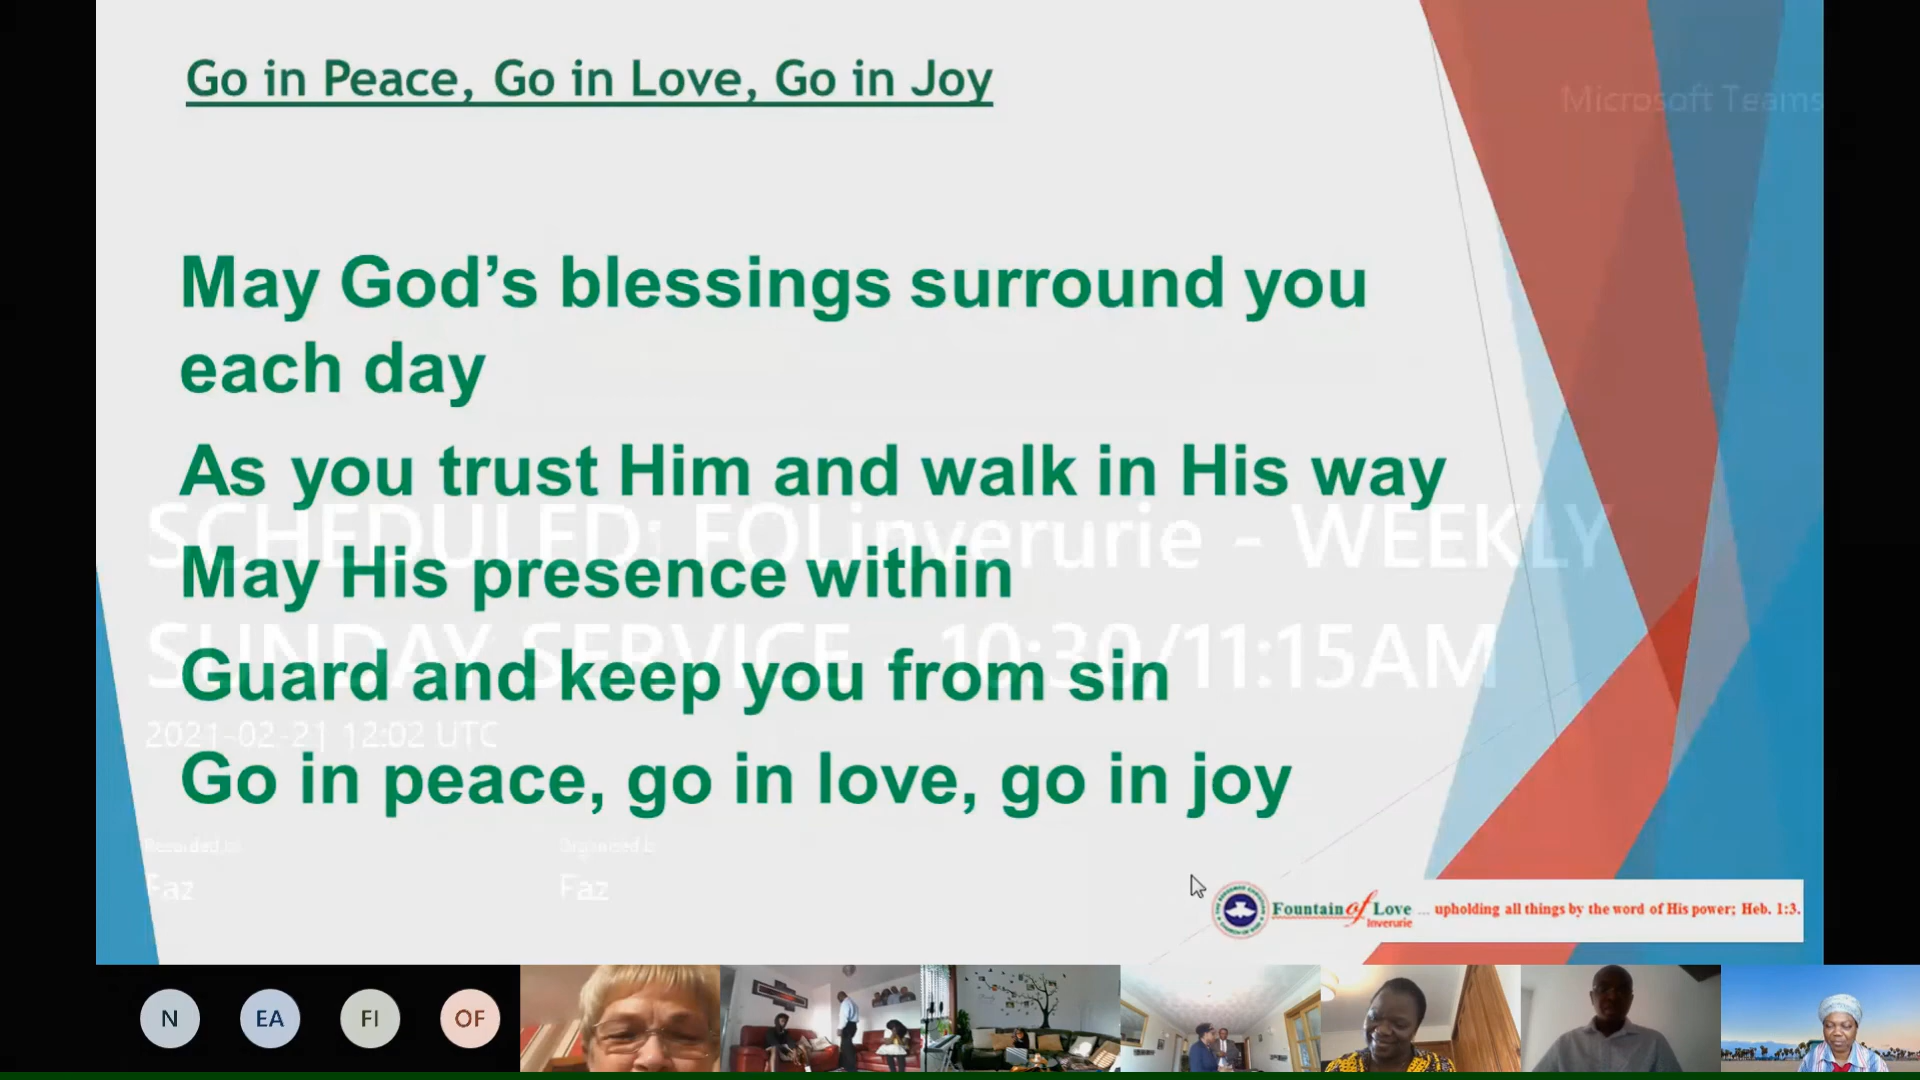 Go in Peace, Go in Love, Go in Joy
Microsoft Teams
May God’s blessings surround you
each day
As you trust Him and walk in His way
SCHEDULED: FOLinverurie - WEEKLY
May His presence within
SUNDAY SERVICE - 10:30/11:15AM
Guard and keep you from sin
2021-02-21 12:02 UTC
Go in peace, go in love, go in joy
Recorded by
Organised by
Faz
Faz
Fountain of Love ... upholding all things by the word of His power; Heb. 1:3.
Inverurie
N
EA
FI
OF